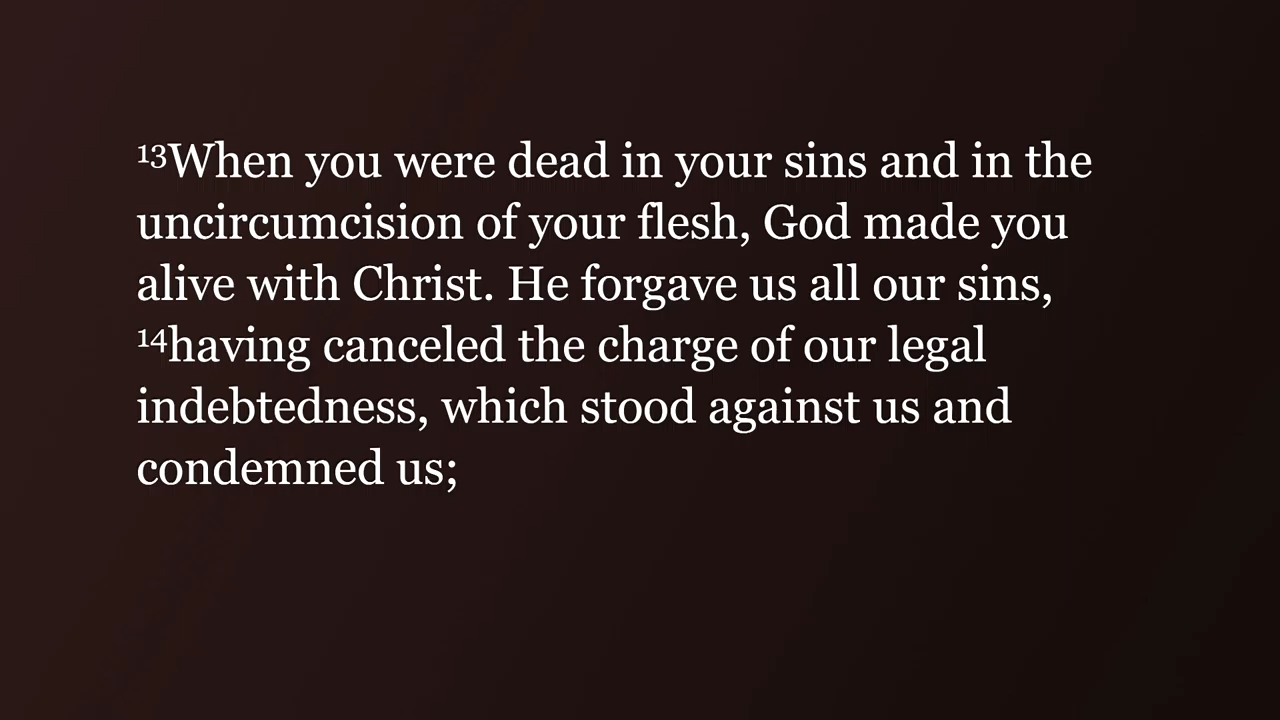 ¹³When you were dead in your sins and in the
uncircumcision of your flesh, God made you
alive with Christ. He forgave us all our sins,
¹⁴having canceled the charge of our legal
indebtedness, which stood against us and
condemned us;